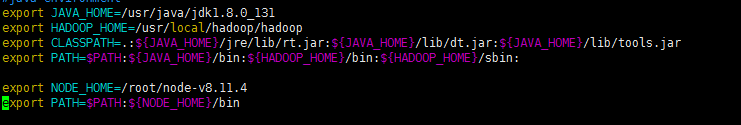 #java environment
export JAVA_HOME=/usr/java/jdk1.8.0_131
export HADOOP_HOME=/usr/local/hadoop/hadoop
export CLASSPATH=.:${JAVA_HOME}/jre/lib/rt.jar:${JAVA_HOME}/lib/dt.jar:${JAVA_HOME}/lib/tools.jar
export PATH=$PATH:${JAVA_HOME}/bin:${HADOOP_HOME}/bin:${HADOOP_HOME}/sbin:
export NODE_HOME=/root/node-v8.11.4
export PATH=$PATH:${NODE_HOME}/bin